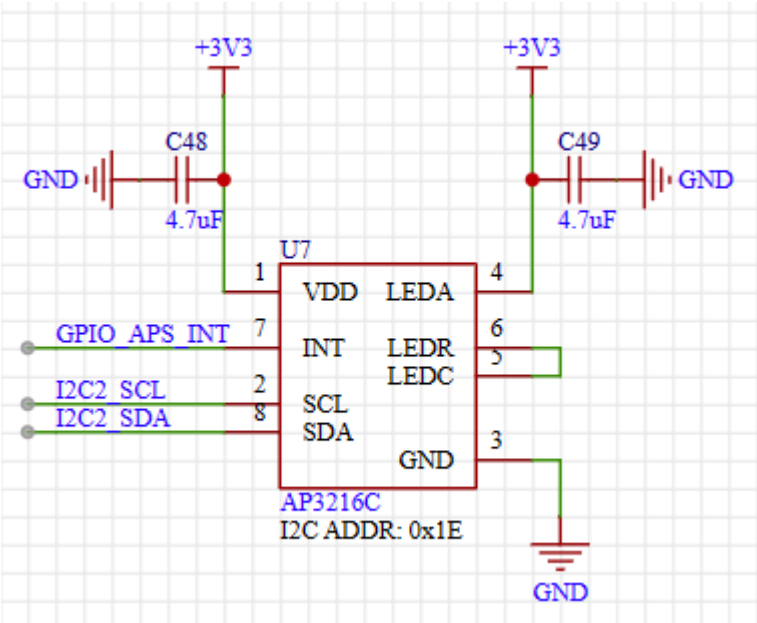 +3V3
+3V3
C48
C49
GND
GND
4.7uF
4.7uF
U7
1
VDD
LEDA
4
GPIO_APS_INT
7
INT
LEDR
6
LEDC
5
I2C2_SCL
2
SCL
I2C2_SDA
8
SDA
GND
3
AP3216C
I2C ADDR: 0x1E
GND